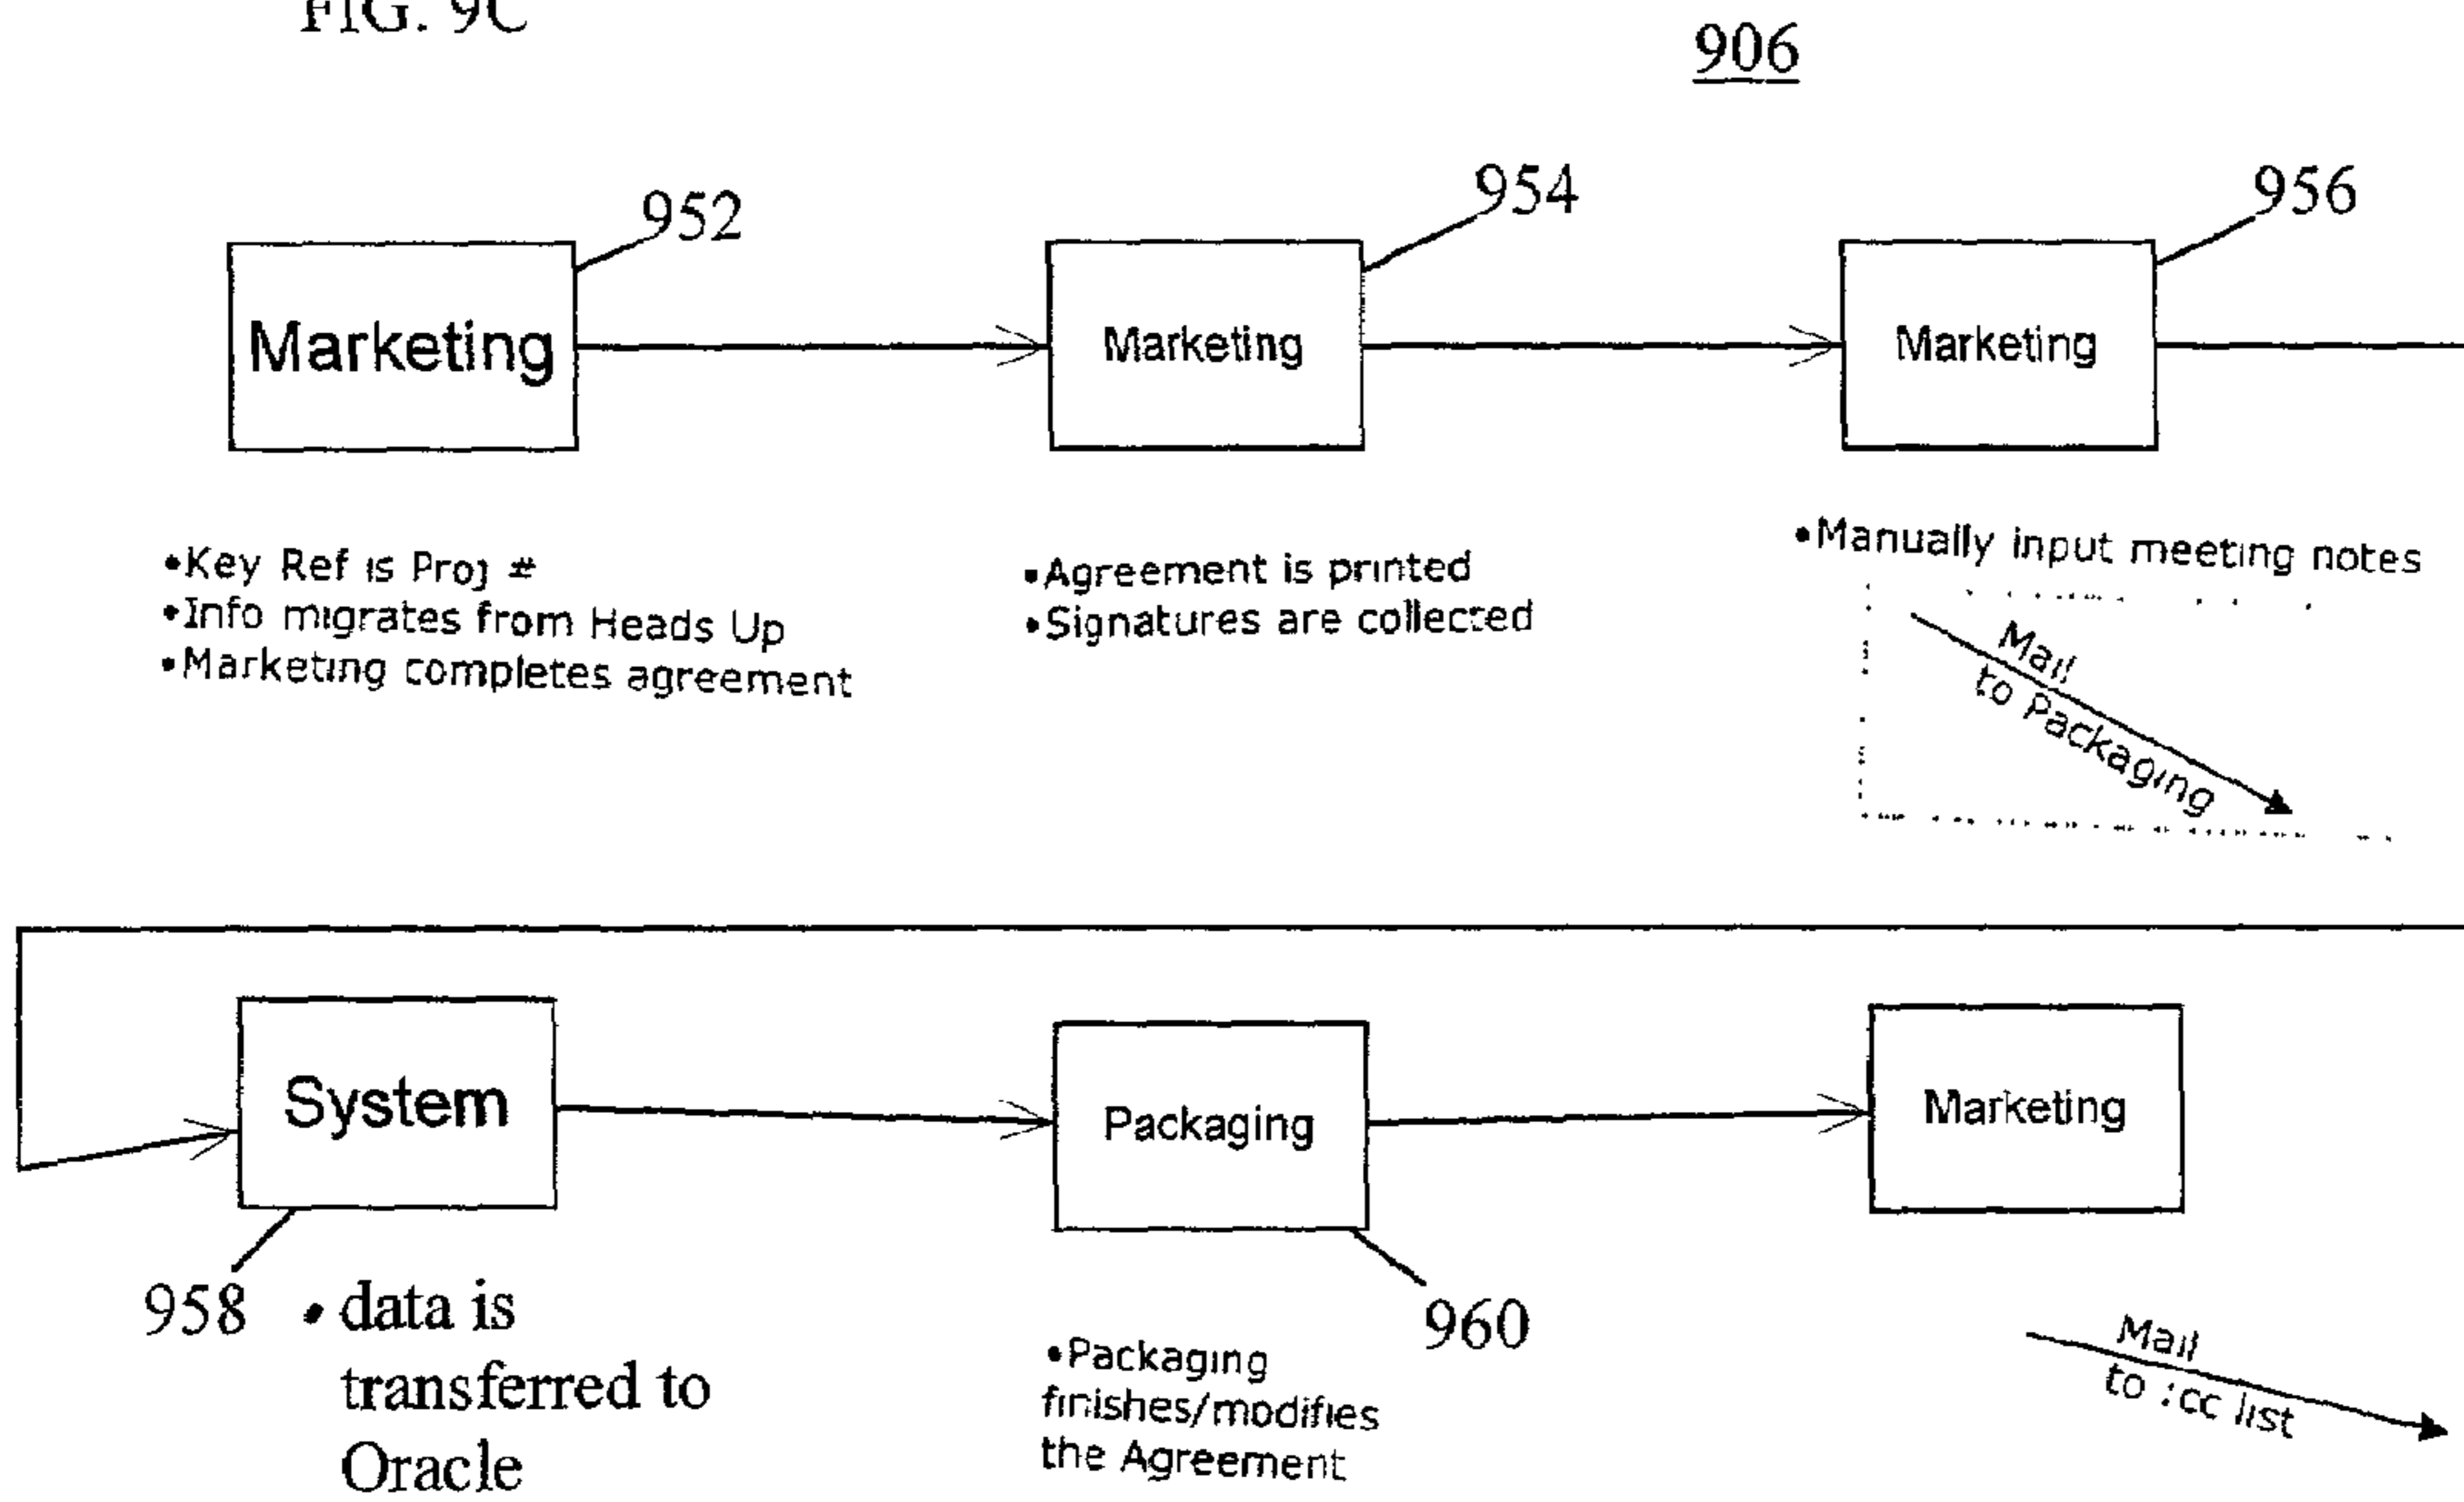 FIG. 9C
906
952
954
956
Marketing
Marketing
Marketing
•Key Ref is Proj #
•Info migrates from Heads Up
•Marketing completes agreement
•Agreement is printed
•Signatures are collected
•Manually input meeting notes
Mail
to Packaging
System
Packaging
Marketing
958
• data is
transferred to
Oracle
960
•Packaging
finishes/modifies
the Agreement
Mail
to :cc list